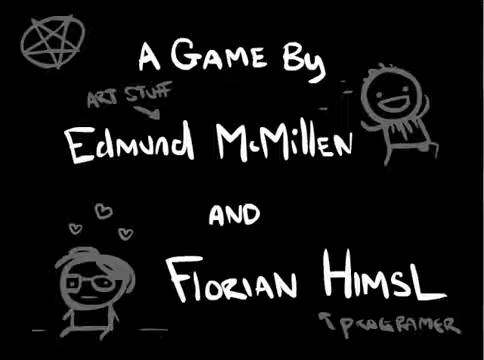 A GAME By
ART STUFF
Edmund McMillEN
AND
FloRiAN HiMSL
PROGRAMER